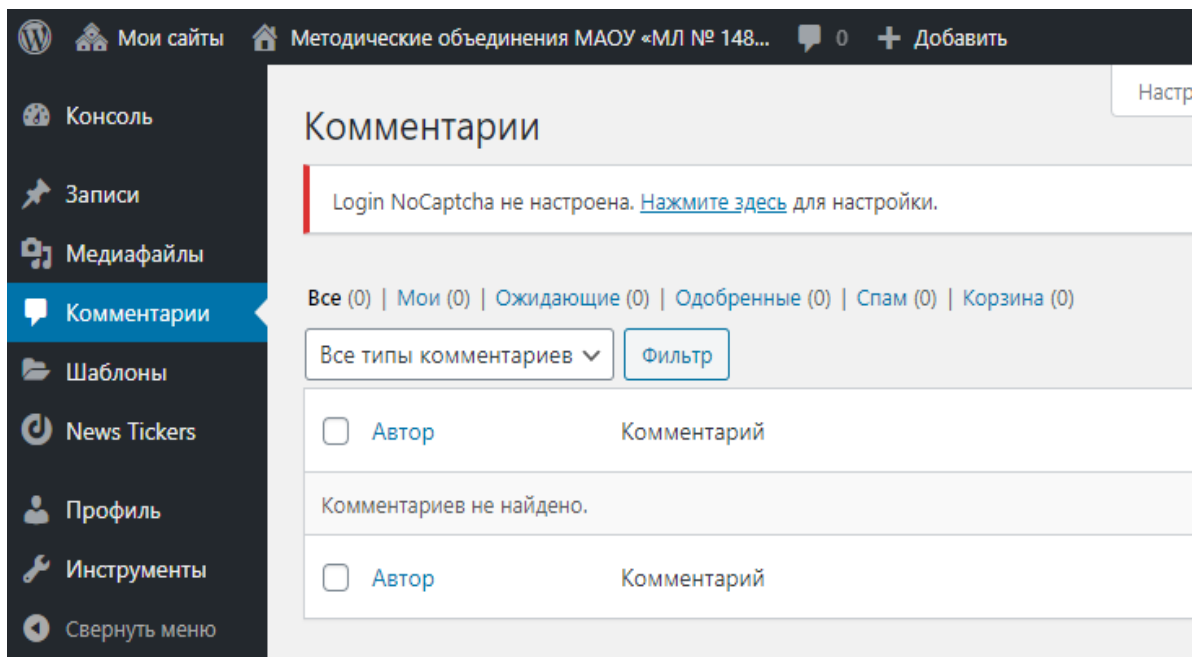 Мои сайты Методические объединения МАОУ «МЛ № 148... 0 Добавить
Настр
Консоль
Записи
Медиафайлы
Комментарии
Шаблоны
News Tickers
Профиль
Инструменты
Свернуть меню
Комментарии
Login NoCaptcha не настроена. Нажмите здесь для настройки.
Все (0) | Мои (0) | Ожидающие (0) | Одобренные (0) | Спам (0) | Корзина (0)
Все типы комментариев Фильтр
Автор Комментарий
Комментариев не найдено.
Автор Комментарий